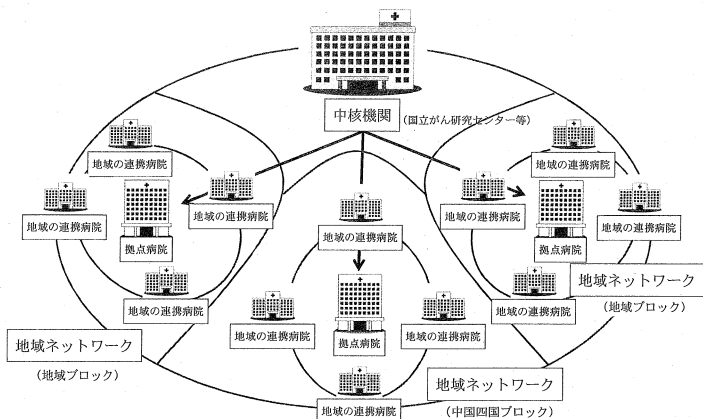 中核機関
(国立がん研究センター等)
地域の連携病院
地域の連携病院
地域の連携病院
地域の連携病院
拠点病院
地域の連携病院
地域の連携病院
地域の連携病院
地域の連携病院
拠点病院
地域の連携病院
地域の連携病院
地域の連携病院
地域の連携病院
拠点病院
地域の連携病院
地域ネットワーク
(地域ブロック)
地域ネットワーク
(地域ブロック)
地域ネットワーク
(中国四国ブロック)